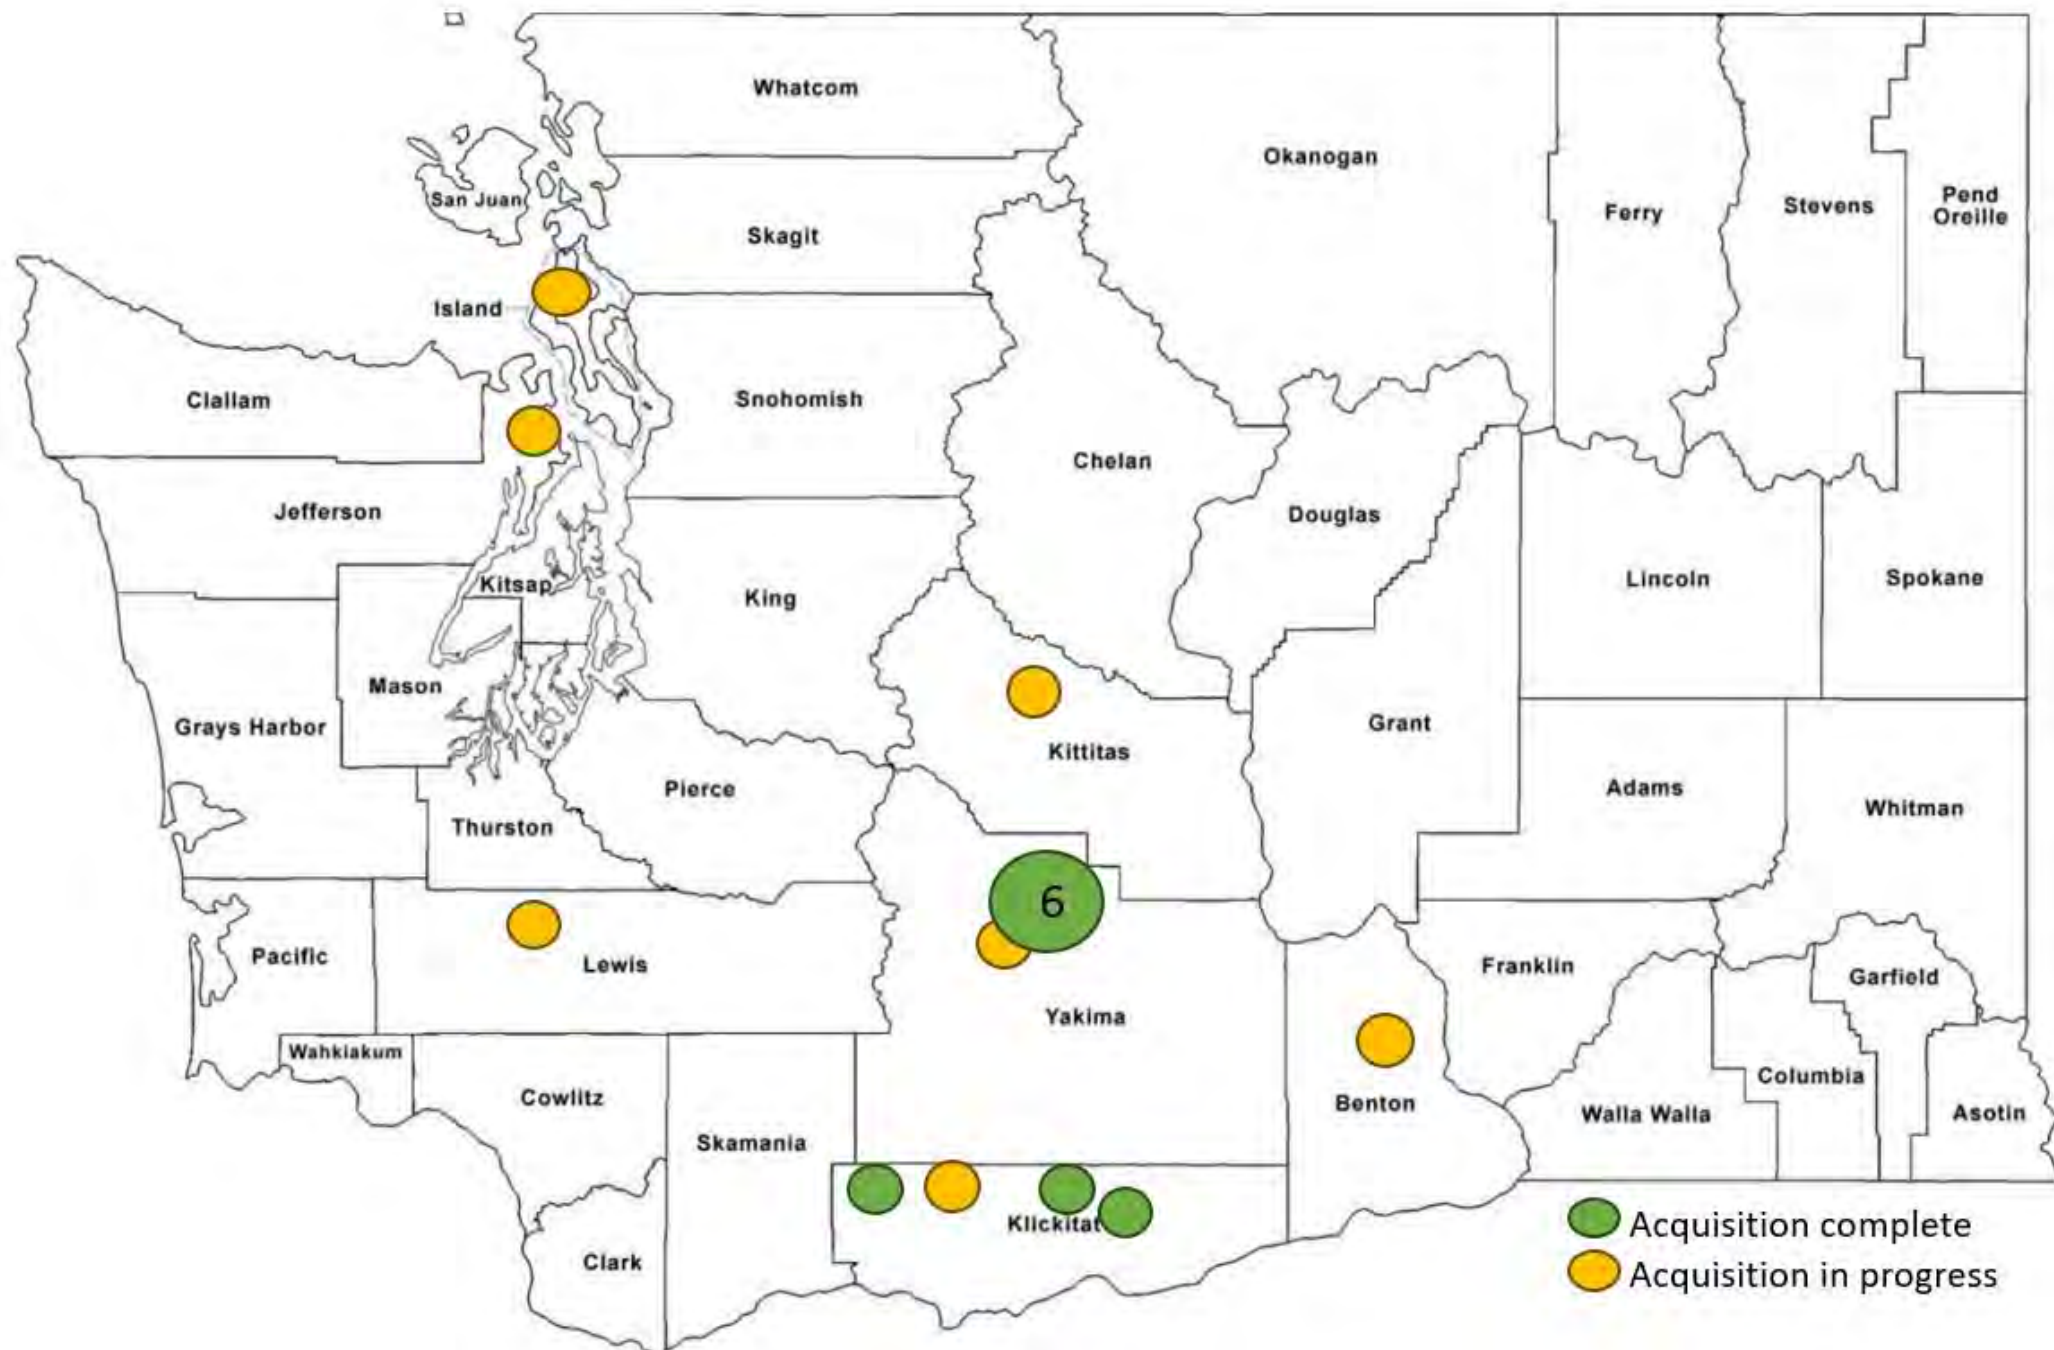 Whatcom
Okanogan
Ferry
Stevens
Pend
Oreille
San Juan
Skagit
Island
Clallam
Snohomish
Chelan
Jefferson
Douglas
Kitsap
King
Lincoln
Spokane
Mason
Grays Harbor
Kittitas
Grant
Pierce
Adams
Whitman
Thurston
6
Pacific
Lewis
Franklin
Garfield
Yakima
Wahkiakum
Cowlitz
Columbia
Benton
Walla Walla
Asotin
Skamania
Klickitat
Clark
Acquisition complete
Acquisition in progress